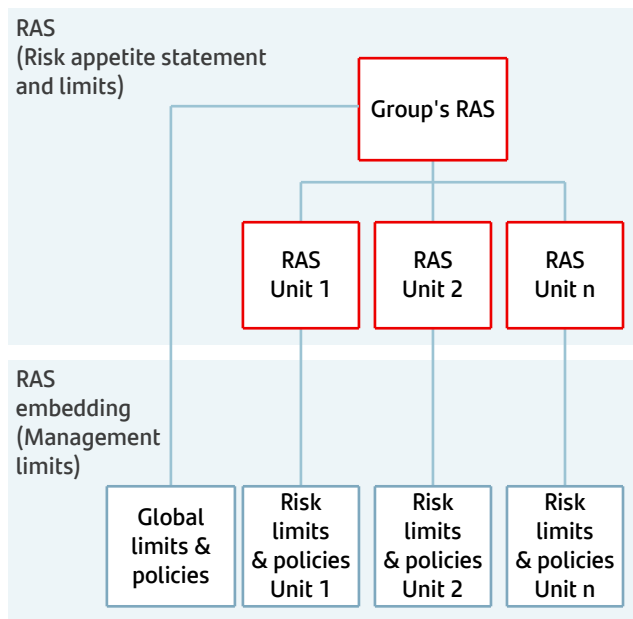 RAS
(Risk appetite statement
and limits)
Group's RAS
RAS
Unit 1
RAS
Unit 2
RAS
Unit n
RAS
embedding
(Management
limits)
Global
limits &
policies
Risk
limits
& policies
Unit 1
Risk
limits
& policies
Unit 2
Risk
limits
& policies
Unit n